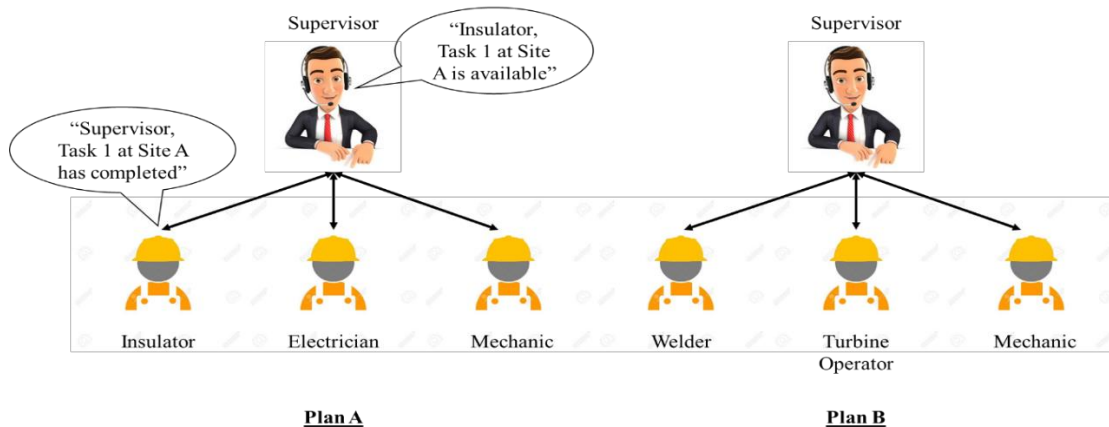 Supervisor
“Insulator,
Task 1 at Site
A is available”
“Supervisor,
Task 1 at Site A
has completed”
Supervisor
Insulator
Electrician
Mechanic
Welder
Turbine
Operator
Mechanic
Plan A
Plan B